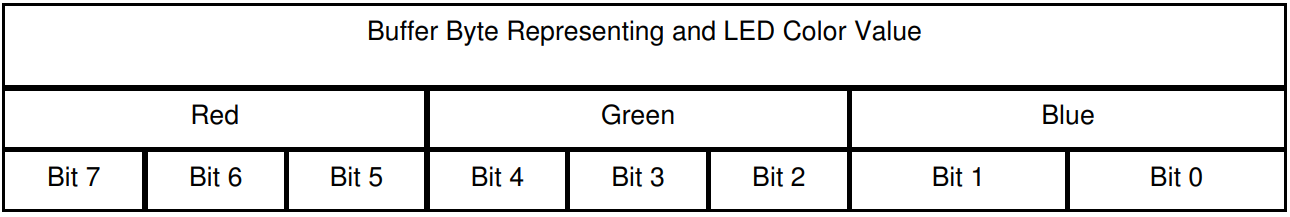 Buffer Byte Representing and LED Color Value
Red Green Blue
Bit 7 Bit 6 Bit 5 Bit 4 Bit 3 Bit 2 Bit 1 Bit 0